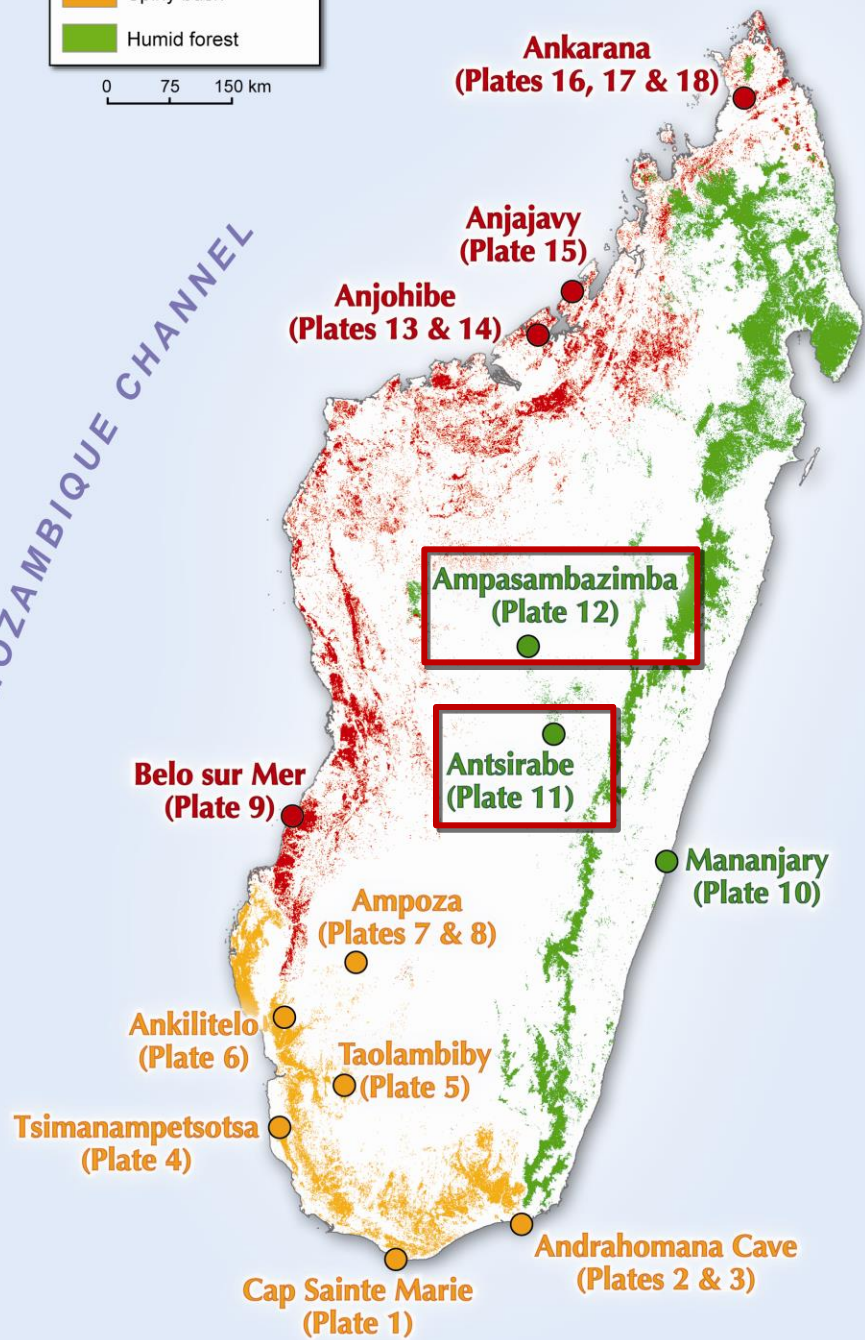 Humid forest
0 75 150 km
Ankarana
(Plates 16, 17 & 18)
Anjajavy
(Plate 15)
Anjohibe
(Plates 13 & 14)
MOZAMBIQUE CHANNEL
Ampasambazimba
(Plate 12)
Antsirabe
(Plate 11)
Belo sur Mer
(Plate 9)
Mananjary
(Plate 10)
Ampoza
(Plates 7 & 8)
Ankilitelo
(Plate 6)
Taolambiby
(Plate 5)
Tsimanampetsotsa
(Plate 4)
Andrahomana Cave
(Plates 2 & 3)
Cap Sainte Marie
(Plate 1)